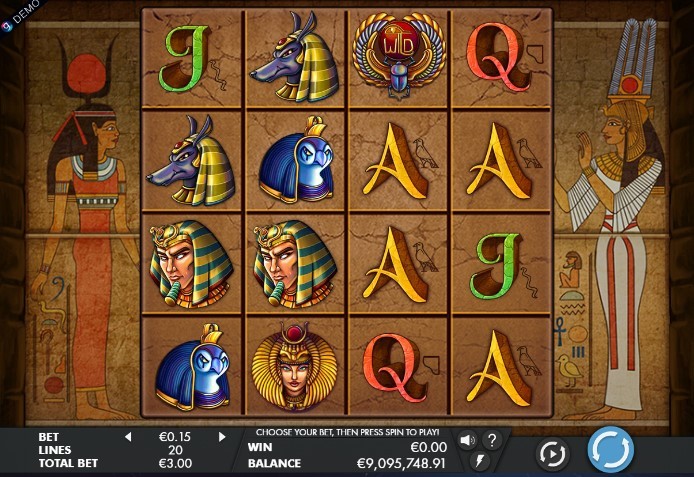 DEMO
J
WILD
Q
A
A
A
J
Q
A
CHOOSE YOUR BET, THEN PRESS SPIN TO PLAY!
BET €0.15
LINES 20
TOTAL BET €3.00
WIN €0.00
BALANCE €9,095,748.91
?